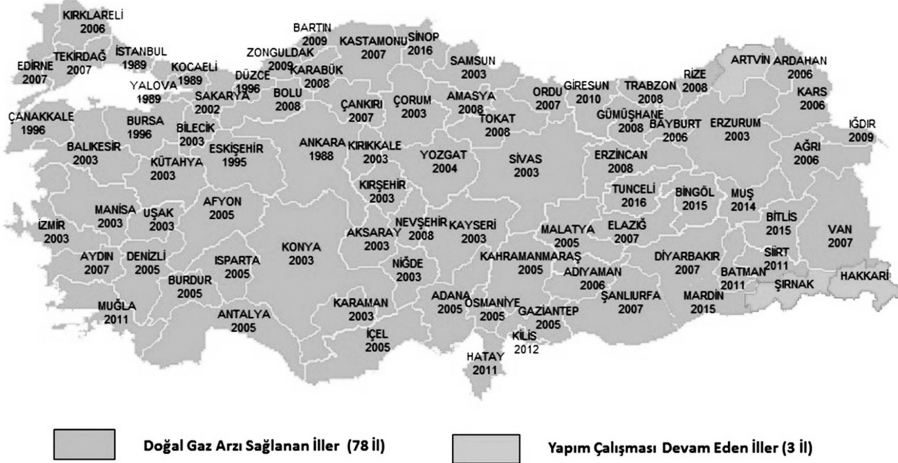 KIRKLARELİ
2006
EDİRNE
2007
TEKİRDAĞ
2007
İSTANBUL
1989
KOCAELİ
1989
YALOVA
1989
SAKARYA
2002
DÜZCE
1996
ZONGULDAK
2009
BARTIN
2009
KARABÜK
2008
KASTAMONU
2007
SİNOP
2016
SAMSUN
2003
ORDU
2007
GİRESUN
2010
TRABZON
2008
RİZE
2008
ARTVİN
ARDAHAN
2006
KARS
2006
IĞDIR
2009
ÇANAKKALE
1996
BALIKESİR
2003
BURSA
1996
BİLECİK
2003
BOLU
2008
ÇANKIRI
2007
ÇORUM
2003
AMASYA
2008
TOKAT
2008
GÜMÜŞHANE
2008
BAYBURT
2006
ERZURUM
2003
AĞRI
2006
KÜTAHYA
2003
ESKİŞEHİR
1995
ANKARA
1988
KIRIKKALE
2003
YOZGAT
2004
SİVAS
2003
ERZİNCAN
2008
KIRŞEHİR
2003
TUNCELİ
2016
BİNGÖL
2015
MUŞ
2014
BİTLİS
2015
VAN
2007
İZMİR
2003
MANİSA
2003
UŞAK
2003
AFYON
2005
KONYA
2003
AKSARAY
2003
NEVŞEHİR
2008
KAYSERİ
2003
MALATYA
2005
ELAZIĞ
2007
DİYARBAKIR
2007
BATMAN
2011
SİİRT
2011
ŞIRNAK
HAKKARİ
AYDIN
2007
DENİZLİ
2005
BURDUR
2005
ISPARTA
2005
NİĞDE
2003
KAHRAMANMARAŞ
2005
ADIYAMAN
2006
ŞANLIURFA
2007
MARDİN
2015
MUĞLA
2011
ANTALYA
2005
KARAMAN
2003
İÇEL
2005
ADANA
2005
OSMANİYE
2005
GAZİANTEP
2005
KİLİS
2012
HATAY
2011
Doğal Gaz Arzı Sağlanan İller (78 İl)
Yapım Çalışması Devam Eden İller (3 İl)